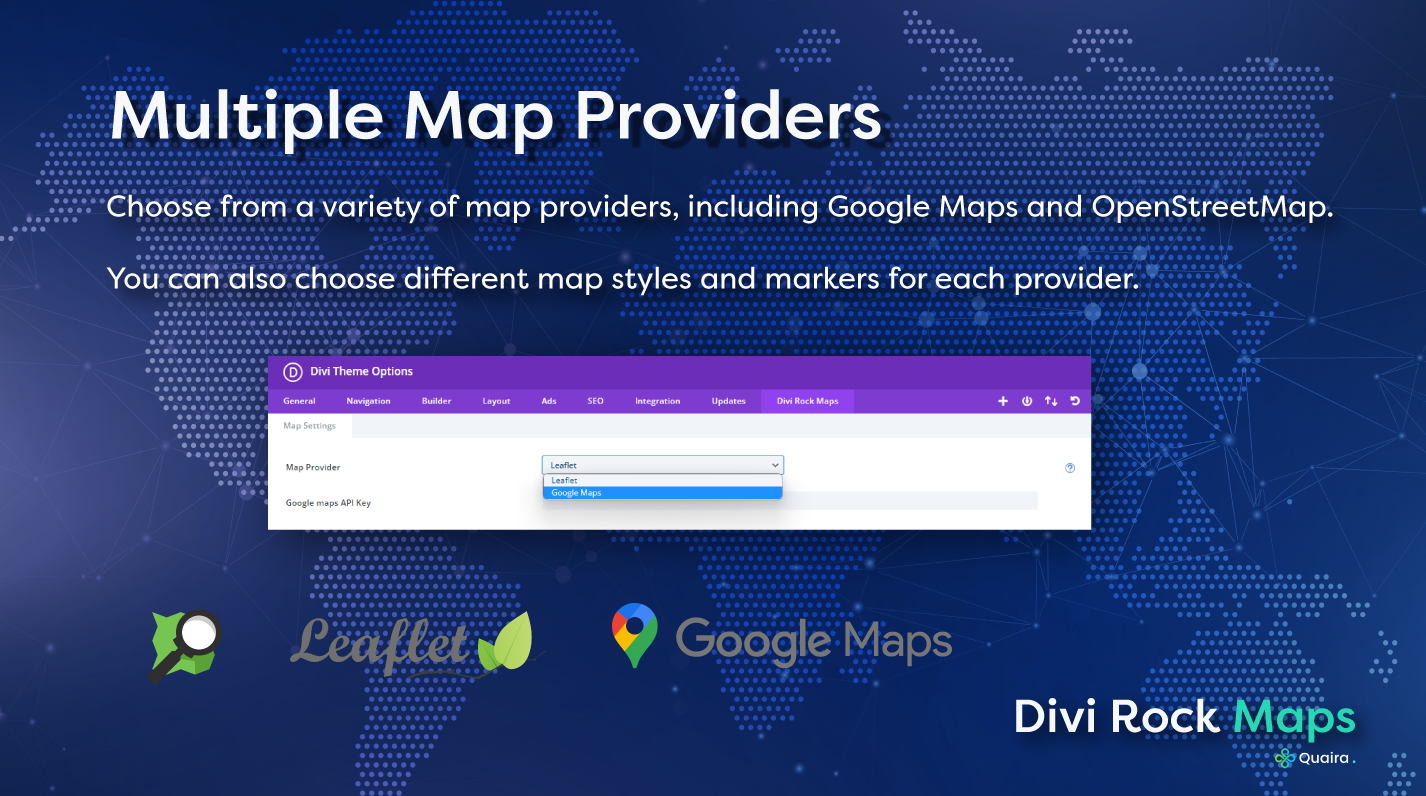 Multiple Map Providers
Choose from a variety of map providers, including Google Maps and OpenStreetMap.
You can also choose different map styles and markers for each provider.
D Divi Theme Options
General Navigation Builder Layout Ads SEO Integration Updates Divi Rock Maps
Map Settings
Map Provider Leaflet ?
Leaflet
Google Maps
Google maps API Key
Leaflet Google Maps
Divi Rock Maps
Quaira .